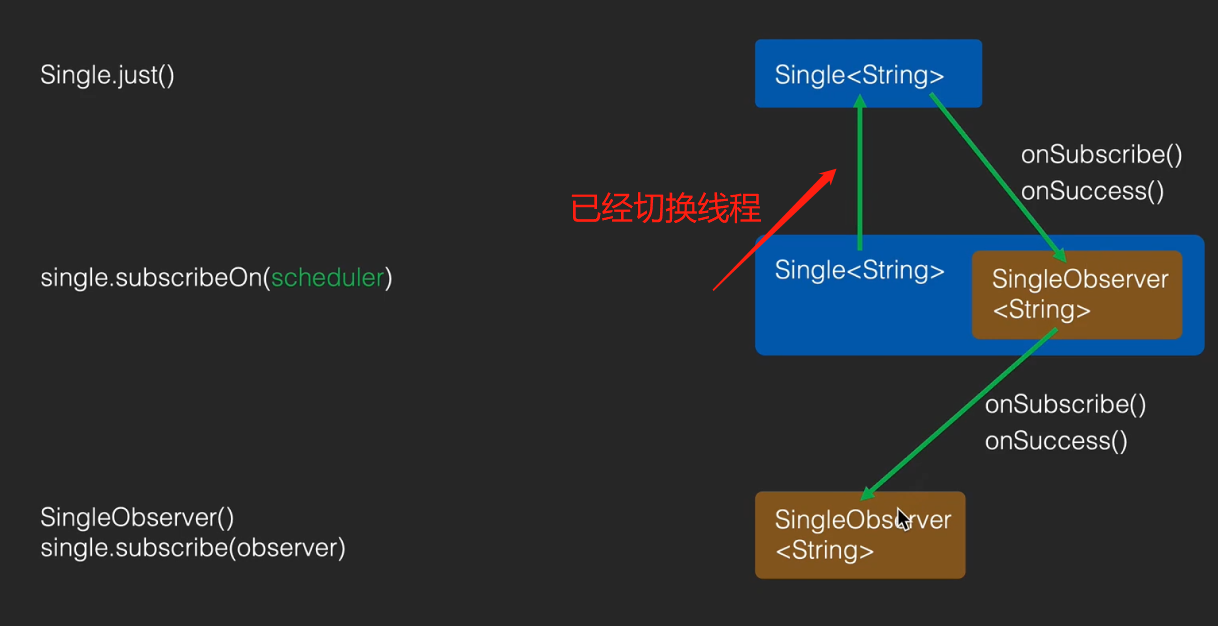 Single.just()
Single<String>
onSubscribe()
onSuccess()
已经切换线程
single.subscribeOn(scheduler)
Single<String>
SingleObserver
<String>
onSubscribe()
onSuccess()
SingleObserver()
single.subscribe(observer)
SingleObserver
<String>